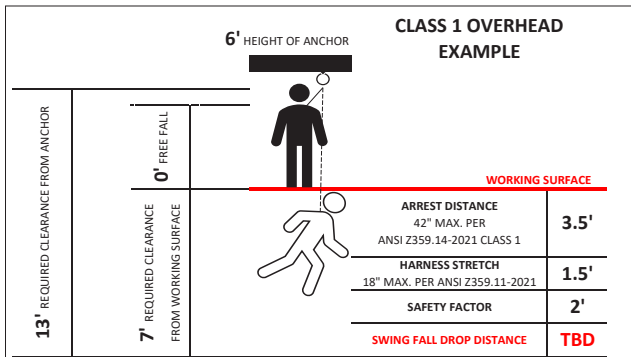 CLASS 1 OVERHEAD
EXAMPLE
6' HEIGHT OF ANCHOR
13' REQUIRED CLEARANCE FROM ANCHOR
0' FREE FALL
7' REQUIRED CLEARANCE
FROM WORKING SURFACE
WORKING SURFACE
ARREST DISTANCE
42" MAX. PER
ANSI Z359.14-2021 CLASS 1
3.5'
HARNESS STRETCH
18" MAX. PER ANSI Z359.11-2021
1.5'
SAFETY FACTOR
2'
SWING FALL DROP DISTANCE
TBD